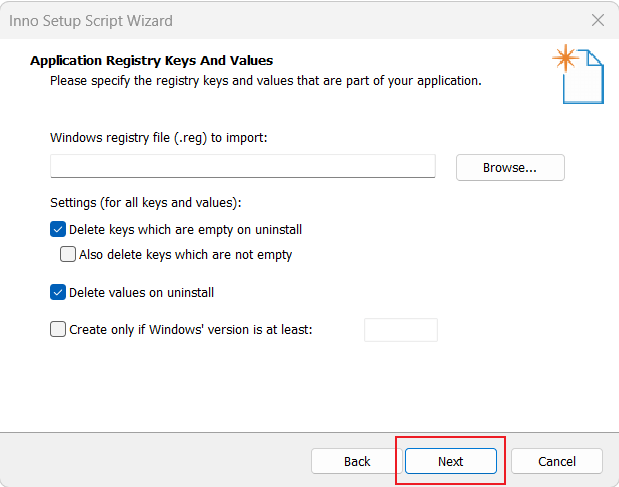 Inno Setup Script Wizard
Application Registry Keys And Values
Please specify the registry keys and values that are part of your application.
Windows registry file (.reg) to import:
Browse...
Settings (for all keys and values):
Delete keys which are empty on uninstall
Also delete keys which are not empty
Delete values on uninstall
Create only if Windows' version is at least:
Back Next Cancel